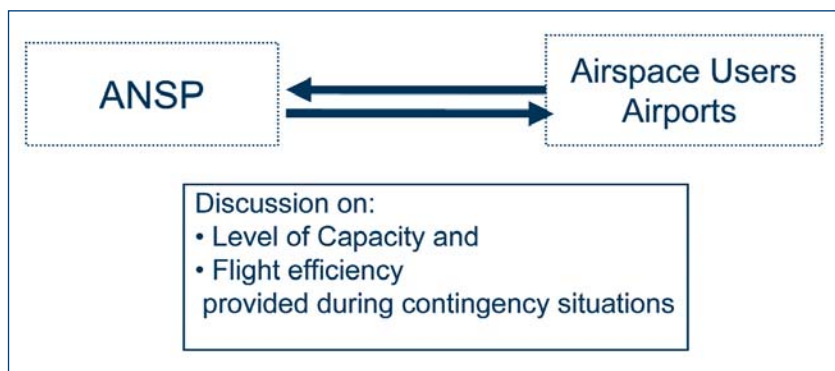 ANSP
Airspace Users
Airports
Discussion on:
• Level of Capacity and
• Flight efficiency
provided during contingency situations